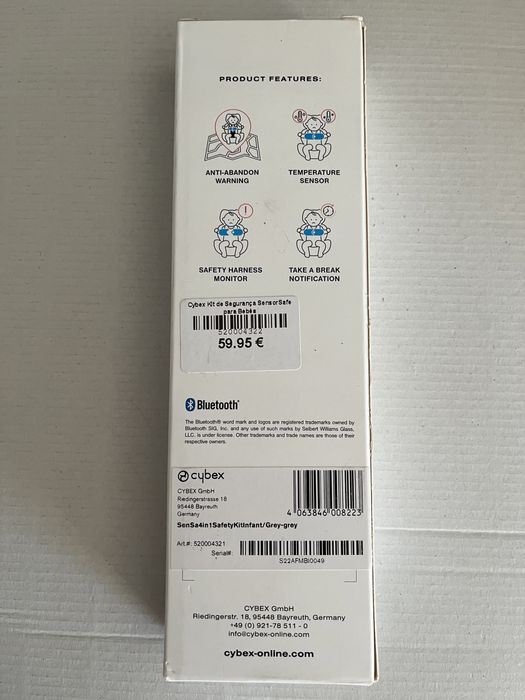 PRODUCT FEATURES:
ANTI-ABANDON
WARNING
TEMPERATURE
SENSOR
SAFETY HARNESS
MONITOR
TAKE A BREAK
NOTIFICATION
Cybex Kit de Segurança SensorSafe
para Bebés
520004322
59.95 €
Bluetooth®
The Bluetooth® word mark and logos are registered trademarks owned by
Bluetooth SIG, Inc. and any use of such marks by Seibert Williams Glass,
LLC. is under license. Other trademarks and trade names are those of their
respective owners.
cybex
CYBEX GmbH
Riedingerstrasse 18
95448 Bayreuth
Germany
4 063846 008223
SenSa4in1SafetyKitInfant/Grey-grey
Art.#: 520004321
Serial#:
S22AFMBI0049
CYBEX GmbH
Riedingerstr. 18, 95448 Bayreuth, Germany
+49 (0) 921-78 511 - 0
info@cybex-online.com
cybex-online.com